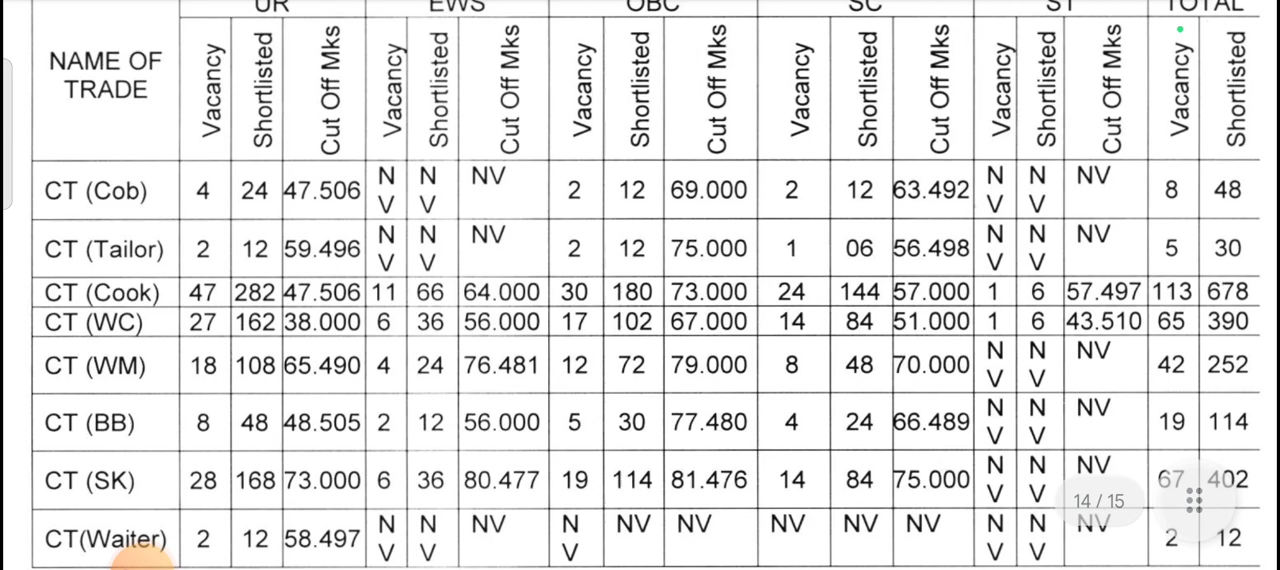 UR EWS OBC SC ST TOTAL
NAME OF TRADE Vacancy Shortlisted Cut Off Mks Vacancy Shortlisted Cut Off Mks Vacancy Shortlisted Cut Off Mks Vacancy Shortlisted Cut Off Mks Vacancy Shortlisted Cut Off Mks Vacancy Shortlisted
CT (Cob) 4 24 47.506 NV NV NV 2 12 69.000 2 12 63.492 NV NV NV 8 48
CT (Tailor) 2 12 59.496 NV NV NV 2 12 75.000 1 06 56.498 NV NV NV 5 30
CT (Cook) 47 282 47.506 11 66 64.000 30 180 73.000 24 144 57.000 1 6 57.497 113 678
CT (WC) 27 162 38.000 6 36 56.000 17 102 67.000 14 84 51.000 1 6 43.510 65 390
CT (WM) 18 108 65.490 4 24 76.481 12 72 79.000 8 48 70.000 NV NV NV 42 252
CT (BB) 8 48 48.505 2 12 56.000 5 30 77.480 4 24 66.489 NV NV NV 19 114
CT (SK) 28 168 73.000 6 36 80.477 19 114 81.476 14 84 75.000 NV NV NV 67 402
14 / 15
CT(Waiter) 2 12 58.497 NV NV NV NV NV NV NV NV NV NV NV NV 2 12